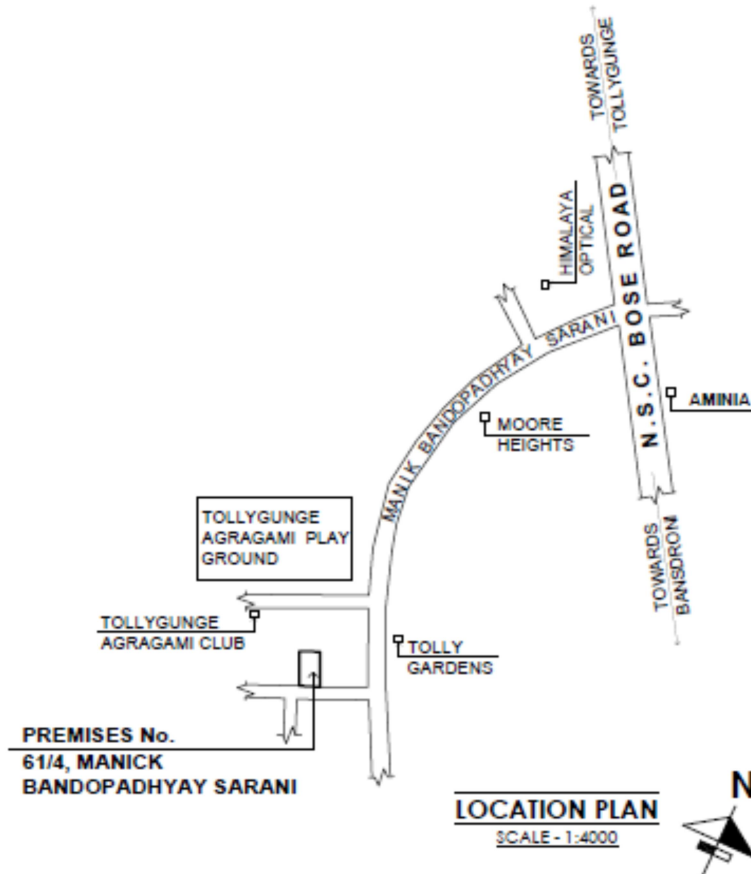 TOWARDS
TOLLYGUNGE
HIMALAYA
OPTICAL
N.S.C. BOSE ROAD
MANIK BANDOPADHYAY SARANI
AMINIA
MOORE
HEIGHTS
TOWARDS
BANSDRONI
TOLLYGUNGE
AGRAGAMI PLAY
GROUND
TOLLYGUNGE
AGRAGAMI CLUB
TOLLY
GARDENS
PREMISES No.
61/4, MANICK
BANDOPADHYAY SARANI
LOCATION PLAN
SCALE - 1:4000
N